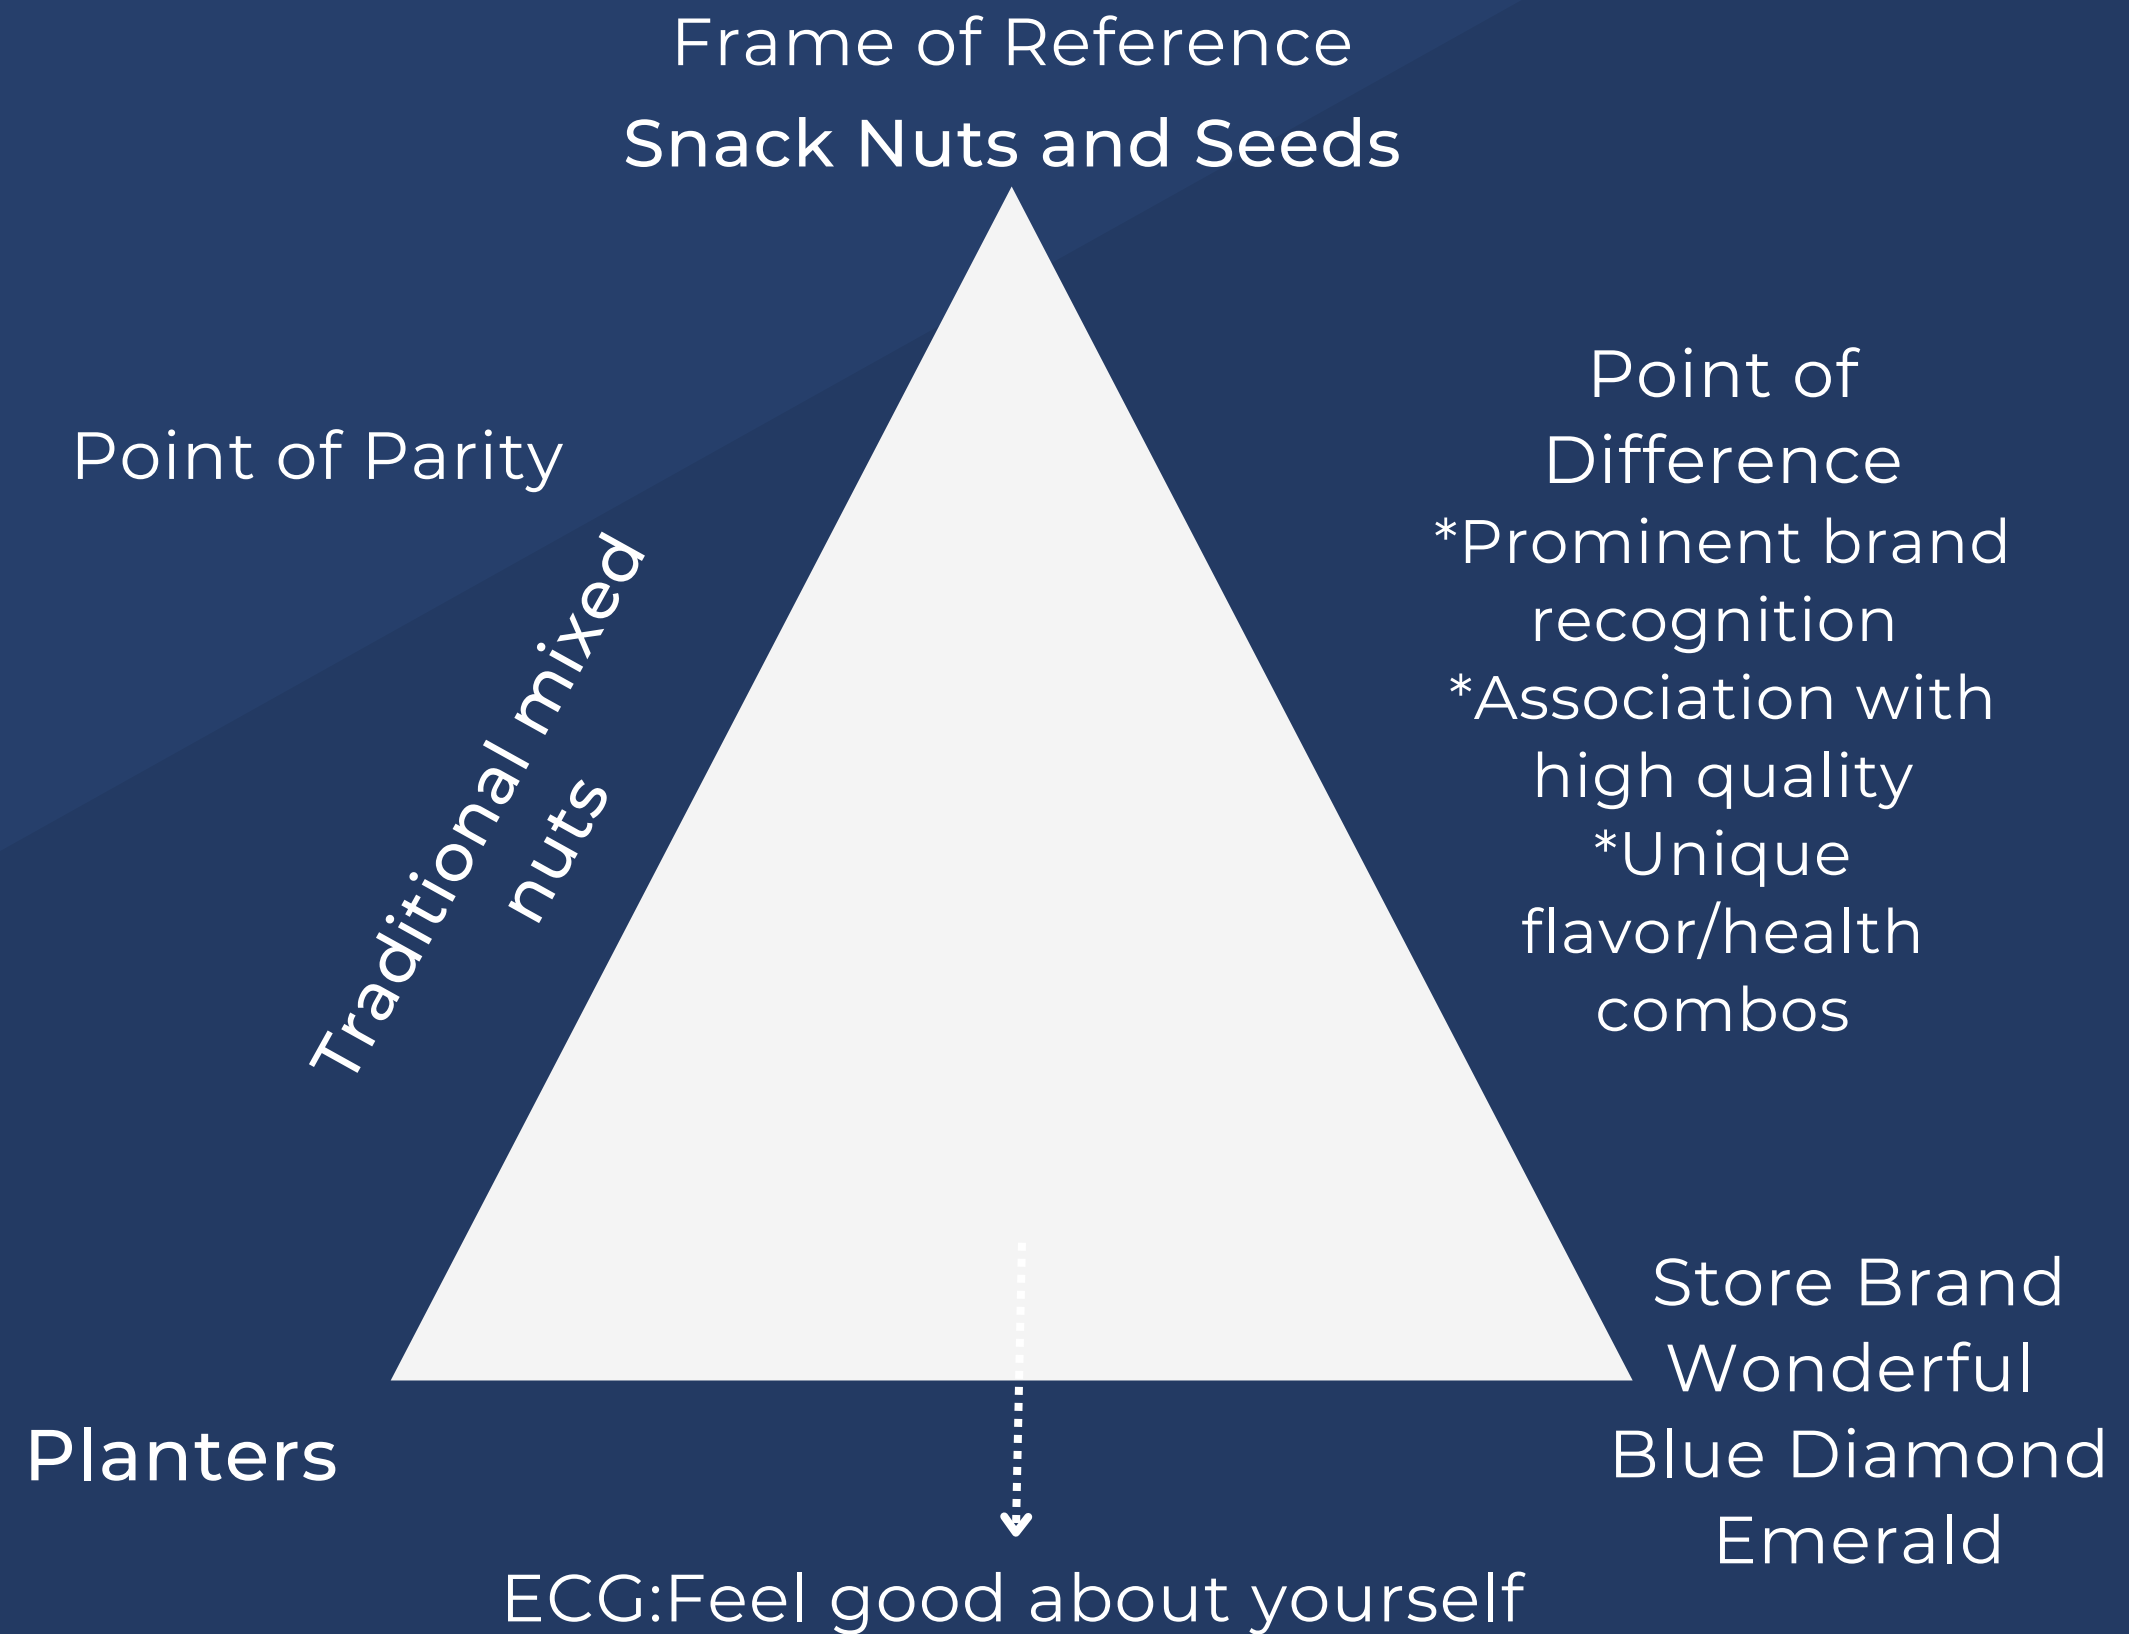 Frame of Reference
Snack Nuts and Seeds
Point of Parity
Traditional mixed
nuts
Point of
Difference
*Prominent brand
recognition
*Association with
high quality
*Unique
flavor/health
combos
Planters
Store Brand
Wonderful
Blue Diamond
Emerald
ECG:Feel good about yourself